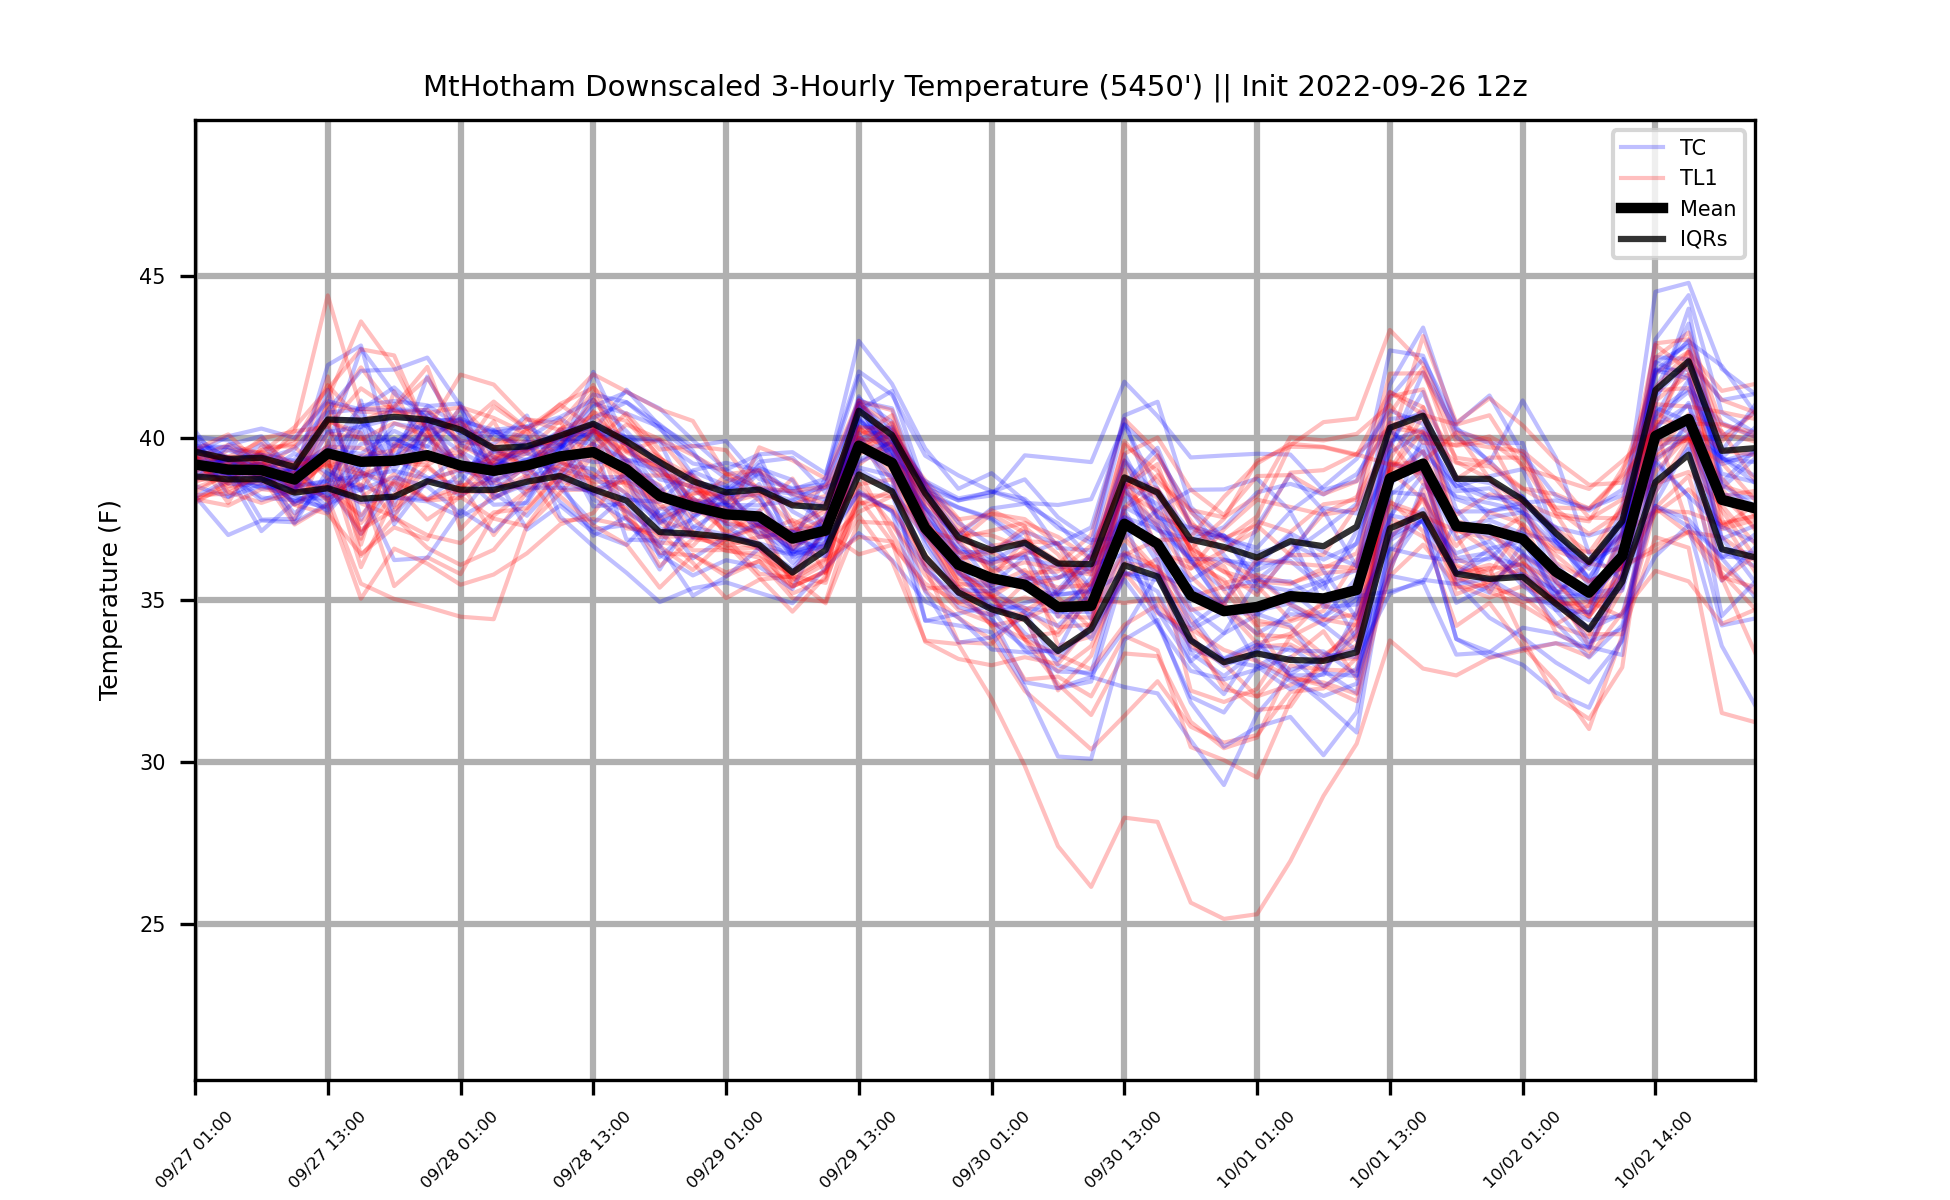 MtHotham Downscaled 3-Hourly Temperature (5450') || Init 2022-09-26 12z
TC
TL1
Mean
IQRs
Temperature (F)
45
40
35
30
25
09/27 01:00
09/27 13:00
09/28 01:00
09/28 13:00
09/29 01:00
09/29 13:00
09/30 01:00
09/30 13:00
10/01 01:00
10/01 13:00
10/02 01:00
10/02 14:00